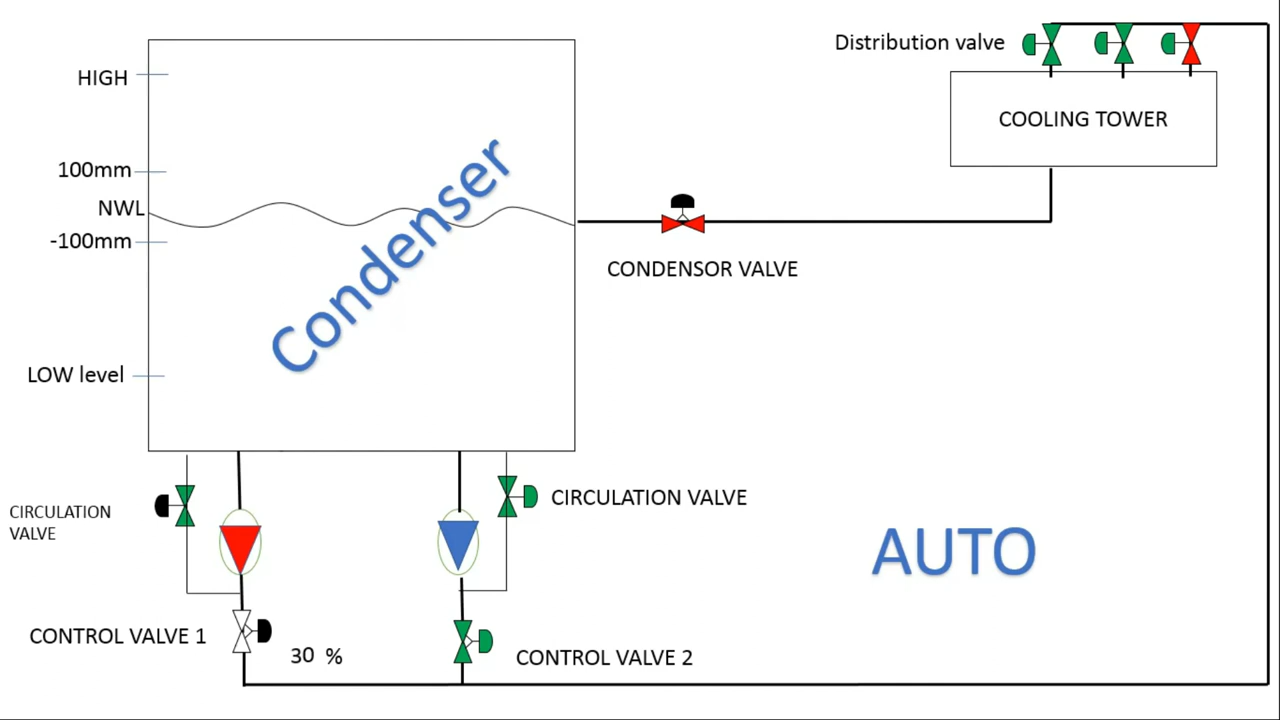 Distribution valve
HIGH
COOLING TOWER
100mm
NWL
-100mm
Condenser
CONDENSOR VALVE
LOW level
CIRCULATION VALVE
CIRCULATION
VALVE
AUTO
CONTROL VALVE 1
30 %
CONTROL VALVE 2